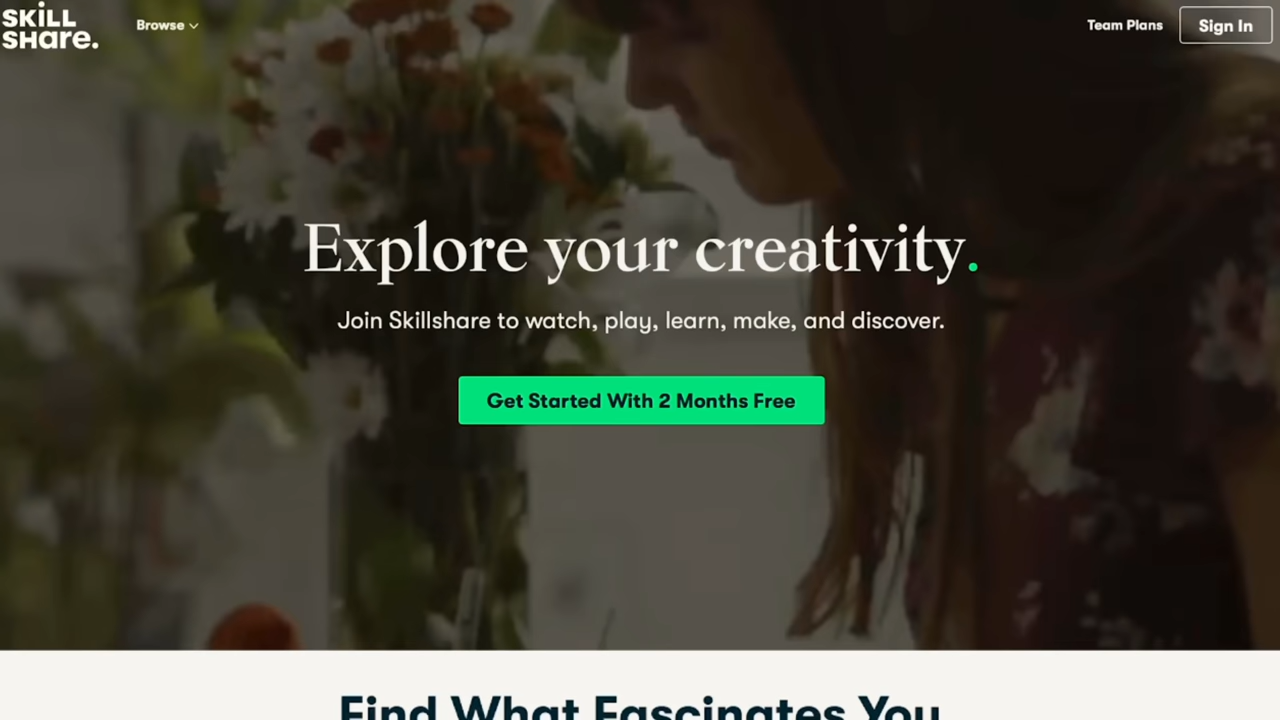 SKiLL
SHare.
Browse
Team Plans
Sign In
Explore your creativity.
Join Skillshare to watch, play, learn, make, and discover.
Get Started With 2 Months Free
Find What Fascinates You